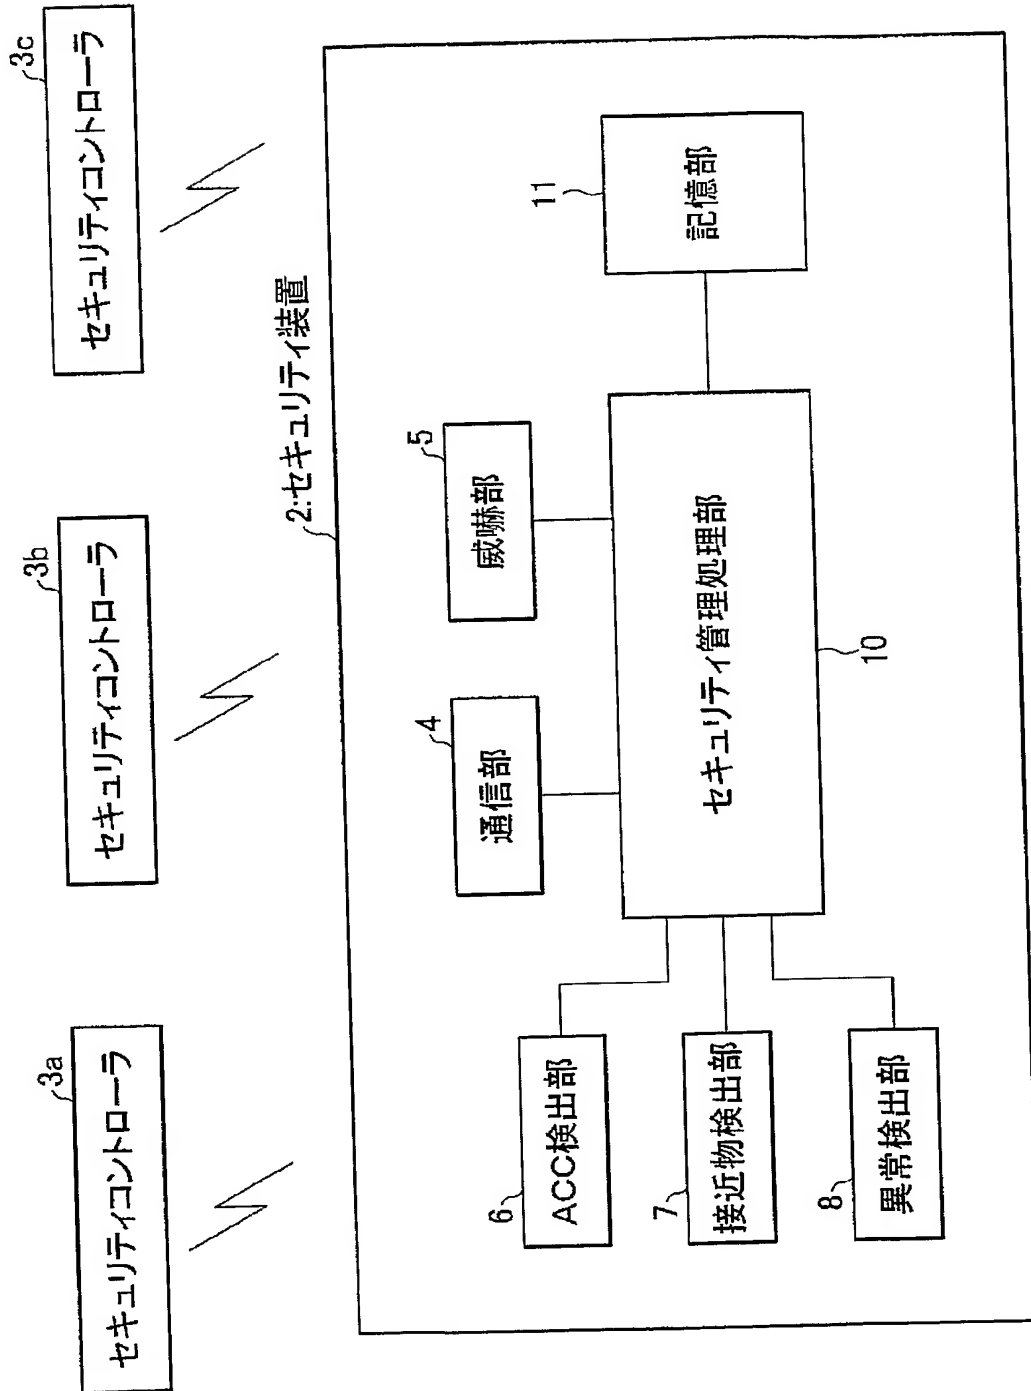 3a
セキュリティコントローラ
3b
セキュリティコントローラ
3c
セキュリティコントローラ
2:セキュリティ装置
4
通信部
5
威嚇部
6
ACC検出部
7
接近物検出部
8
異常検出部
セキュリティ管理処理部
10
11
記憶部